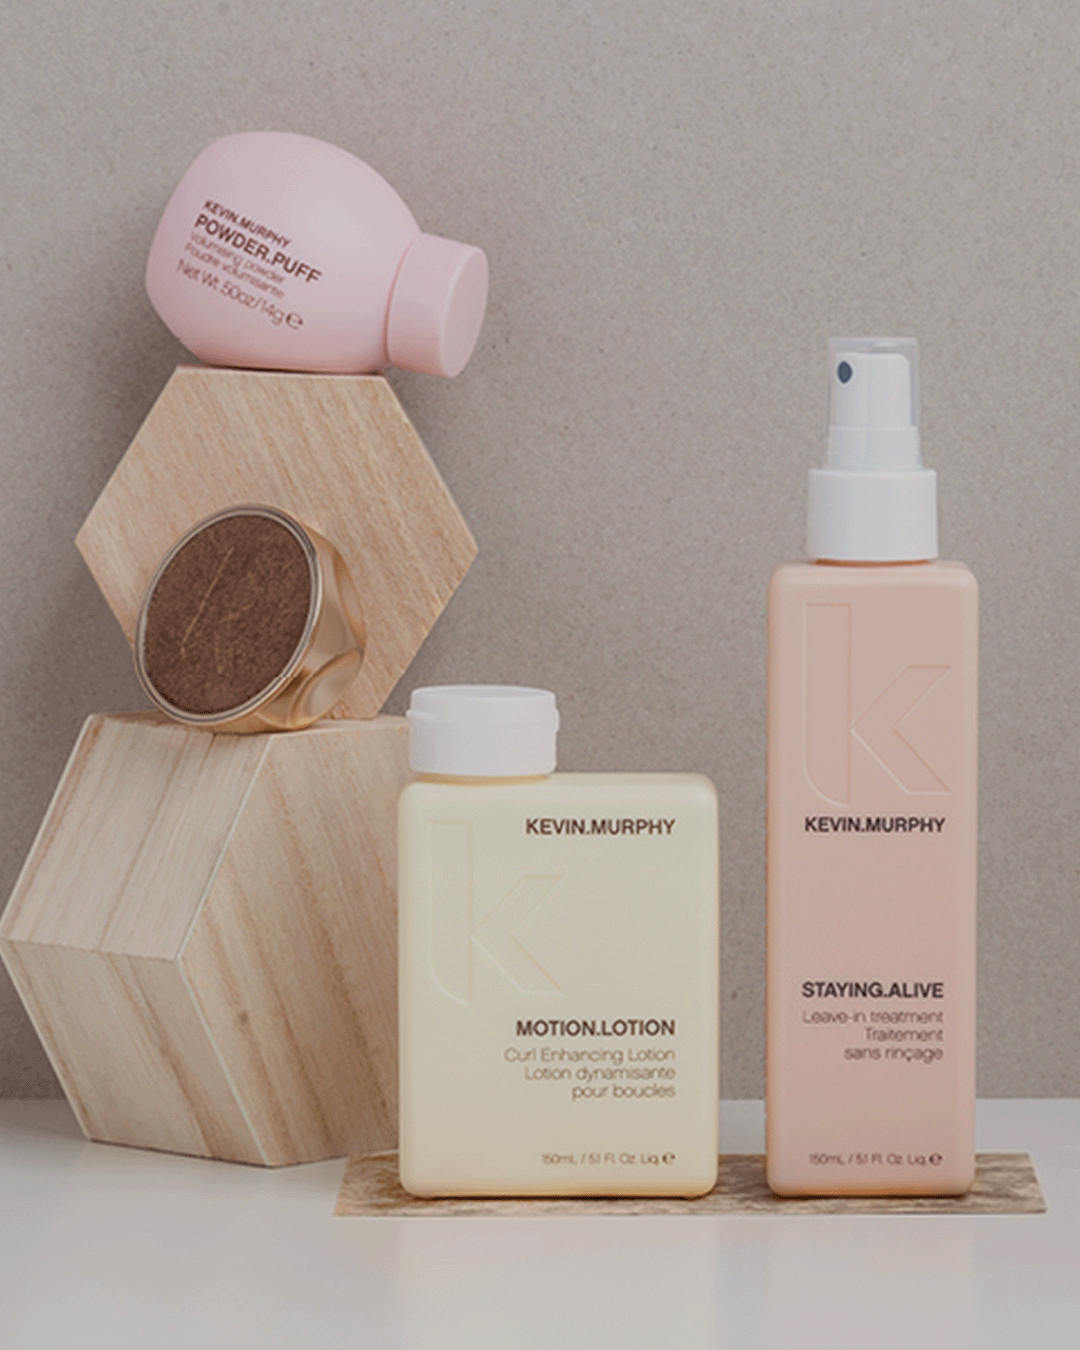 KEVIN.MURPHY
POWDER.PUFF
Volumising powder
Poudre volumisante
Net Wt. .50oz/14g ℮
KEVIN.MURPHY
MOTION.LOTION
Curl Enhancing Lotion
Lotion dynamisante
pour boucles
150mL / 5.1 Fl. Oz. Liq. ℮
k
KEVIN.MURPHY
STAYING.ALIVE
Leave-in treatment
Traitement
sans rinçage
150mL / 5.1 Fl. Oz. Liq. ℮
k